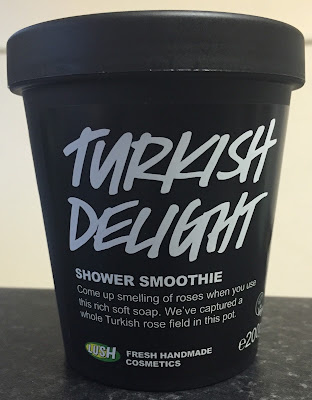 TURKISH
DELIGHT
SHOWER SMOOTHIE
Come up smelling of roses when you use
this rich soft soap. We've captured a
whole Turkish rose field in this pot.
LUSH
FRESH HANDMADE
COSMETICS